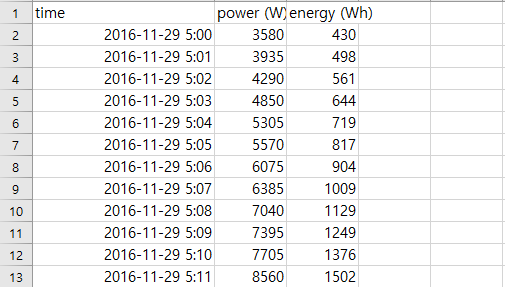 1 time power (W) energy (Wh)
2 2016-11-29 5:00 3580 430
3 2016-11-29 5:01 3935 498
4 2016-11-29 5:02 4290 561
5 2016-11-29 5:03 4850 644
6 2016-11-29 5:04 5305 719
7 2016-11-29 5:05 5570 817
8 2016-11-29 5:06 6075 904
9 2016-11-29 5:07 6385 1009
10 2016-11-29 5:08 7040 1129
11 2016-11-29 5:09 7395 1249
12 2016-11-29 5:10 7705 1376
13 2016-11-29 5:11 8560 1502